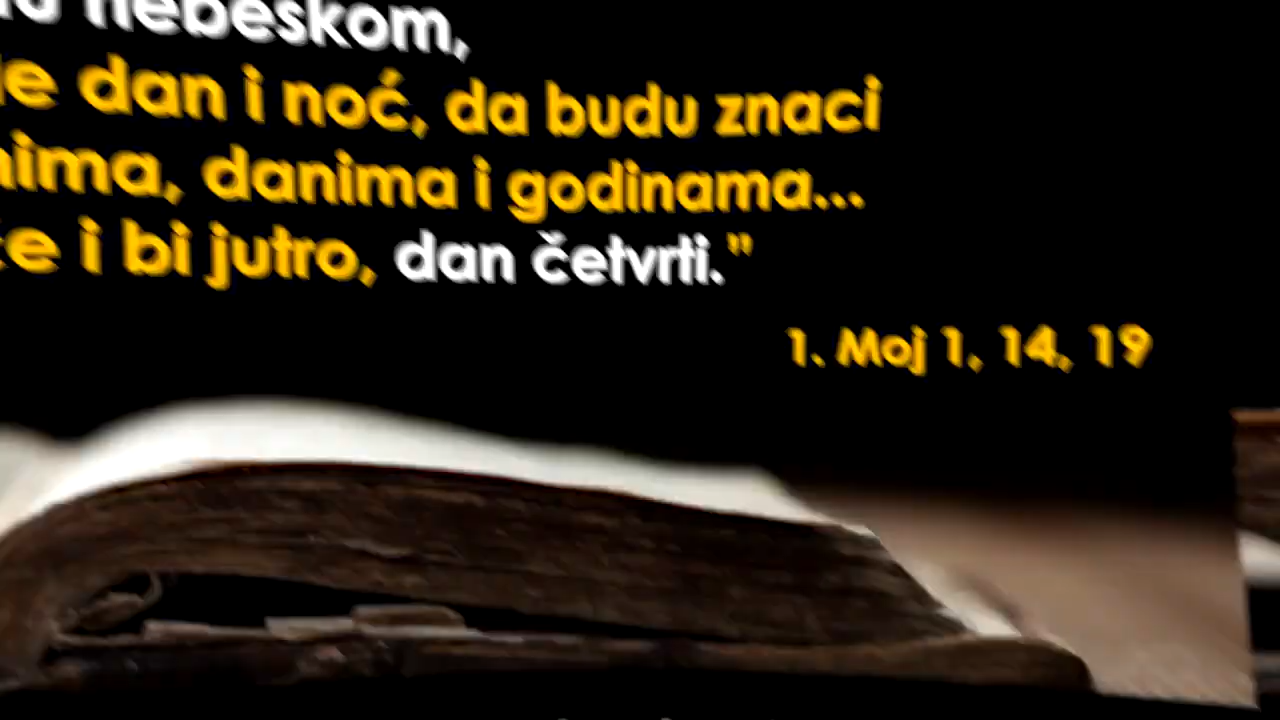 nebeskom,
dan i noć, da budu znaci
danima i godinama...
i bi jutro, dan četvrti."
1. Moj 1, 14, 19